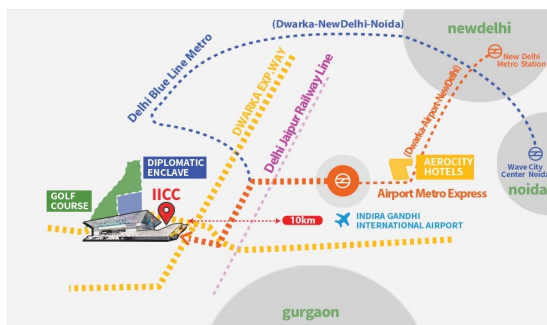 (Dwarka-NewDelhi-Noida)
newdelhi
New Delhi
Metro Station
Delhi Blue Line Metro
DWARKA EXP.WAY
Delhi Jaipur Railway Line
(Dwarka-Airport-NewDelhi)
DIPLOMATIC
ENCLAVE
AEROCITY
HOTELS
Wave City
Center Noida
noida
GOLF
COURSE
IICC
Airport Metro Express
10km
INDIRA GANDHI
INTERNATIONAL AIRPORT
gurgaon